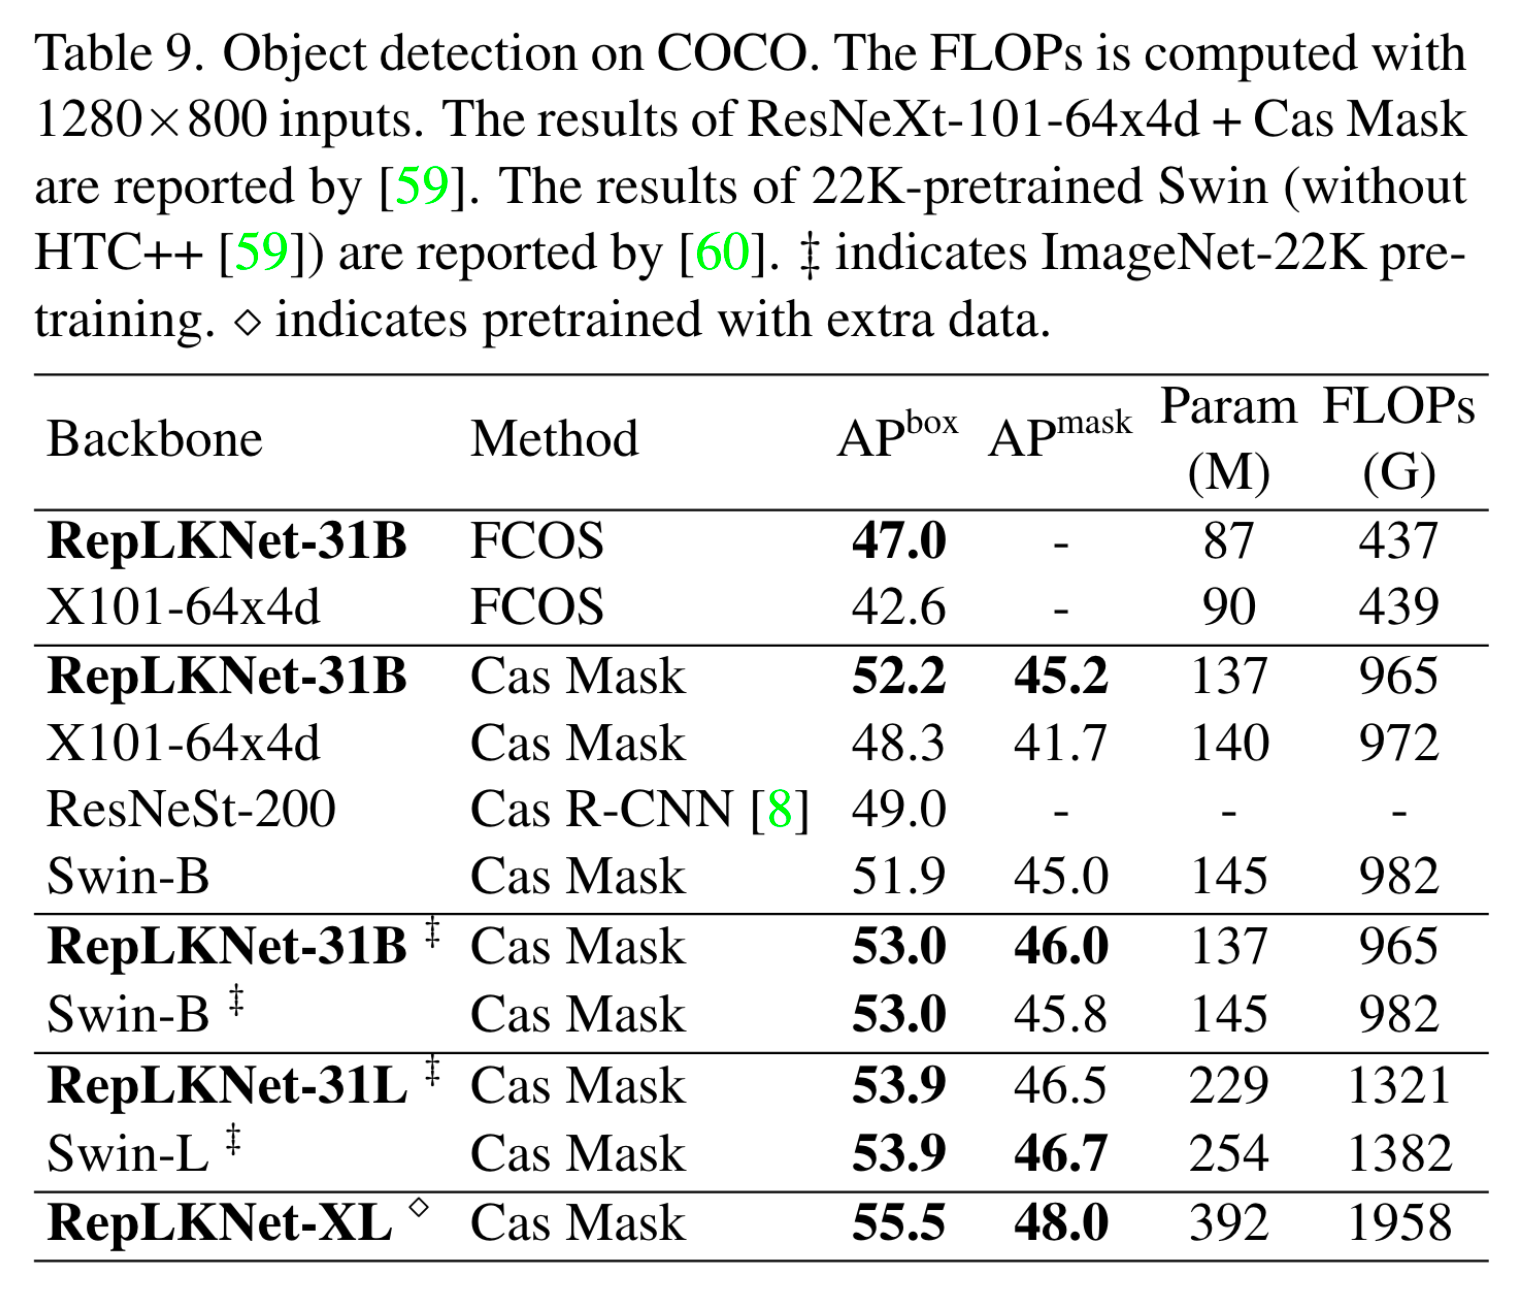 Table 9. Object detection on COCO. The FLOPs is computed with
1280×800 inputs. The results of ResNeXt-101-64x4d + Cas Mask
are reported by [59]. The results of 22K-pretrained Swin (without
HTC++ [59]) are reported by [60]. ‡ indicates ImageNet-22K pre-
training. ⋄ indicates pretrained with extra data.
Backbone Method AP^box AP^mask Param (M) FLOPs (G)
RepLKNet-31B FCOS 47.0 - 87 437
X101-64x4d FCOS 42.6 - 90 439
RepLKNet-31B Cas Mask 52.2 45.2 137 965
X101-64x4d Cas Mask 48.3 41.7 140 972
ResNeSt-200 Cas R-CNN [8] 49.0 - - -
Swin-B Cas Mask 51.9 45.0 145 982
RepLKNet-31B ‡ Cas Mask 53.0 46.0 137 965
Swin-B ‡ Cas Mask 53.0 45.8 145 982
RepLKNet-31L ‡ Cas Mask 53.9 46.5 229 1321
Swin-L ‡ Cas Mask 53.9 46.7 254 1382
RepLKNet-XL ⋄ Cas Mask 55.5 48.0 392 1958